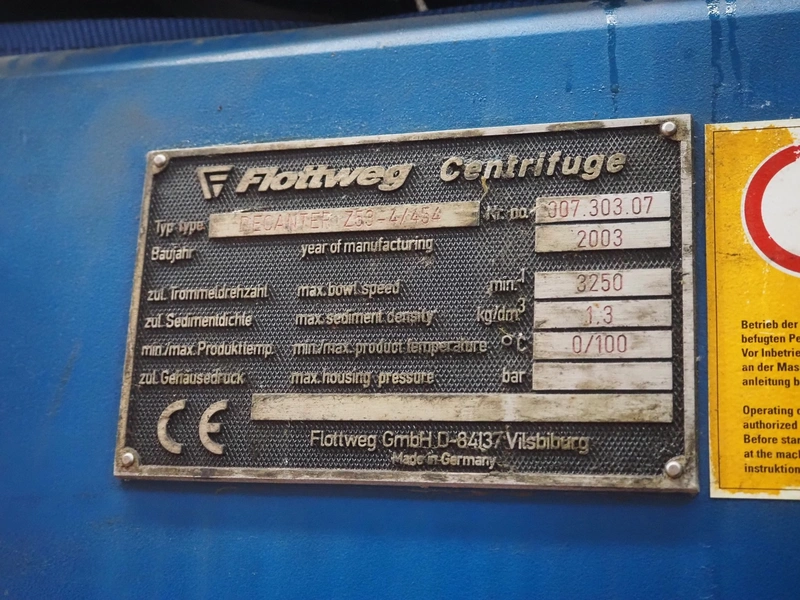 Flottweg Centrifuge
Typ type DECANTER Z53-4/454 Nr. no. 007.303.07
Baujahr year of manufacturing 2003
zul. Trommeldrehzahl max. bowl speed min.-1 3250
zul. Sedimentdichte max. sediment density kg/dm3 1.3
min./max. Produkttemp. min./max. product temperature °C 0/100
zul. Gehäusedruck max. housing pressure bar
CE
Flottweg GmbH D-84137 Vilsbiburg
Made in Germany
Betrieb der
befugten Pe
Vor Inbetrie
an der Mas
anleitung b
Operating o
authorized
Before star
at the mach
instruktion